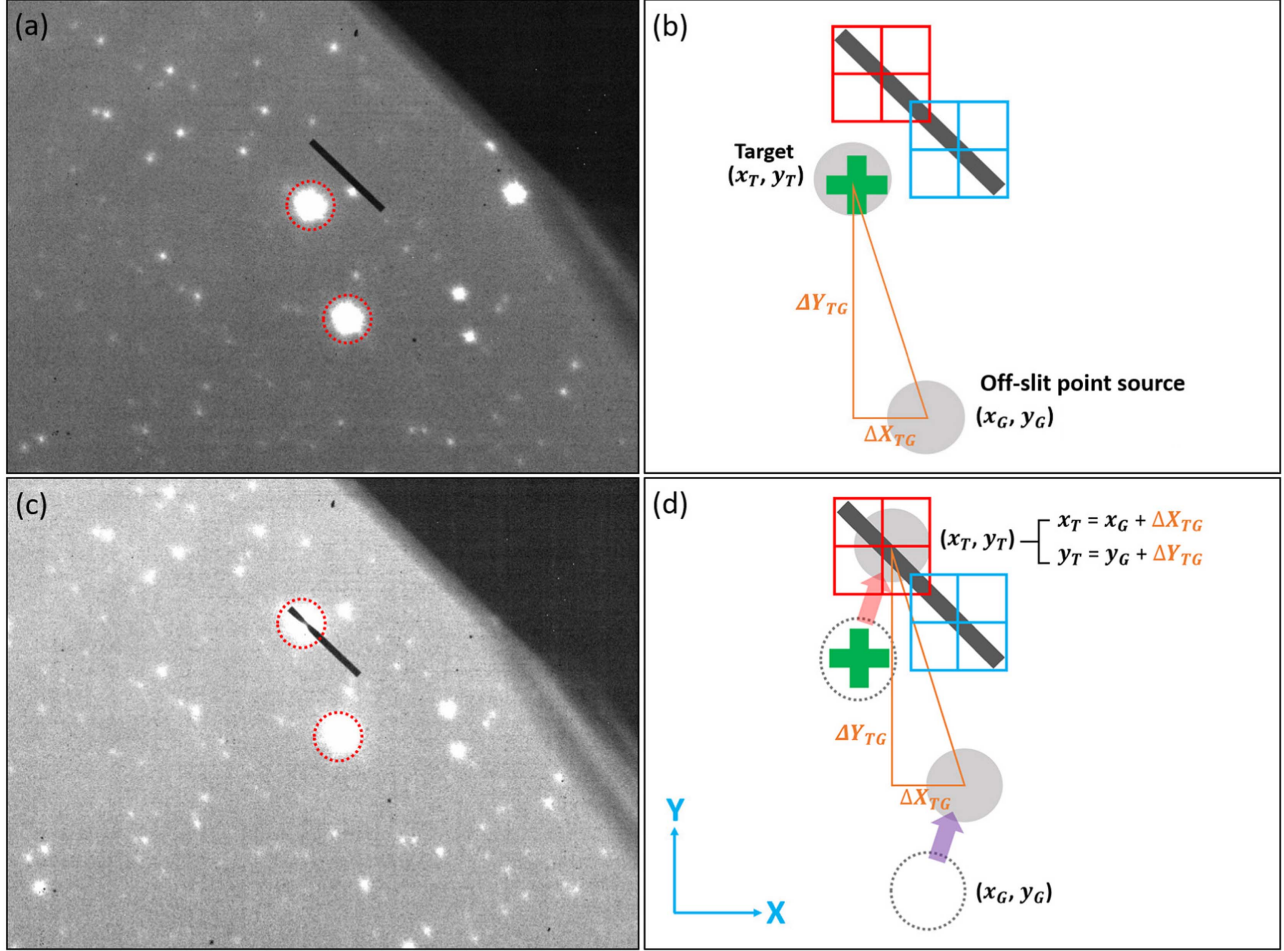 (a)
(b)
Target
(x_T, y_T)
ΔY_TG
Off-slit point source
(x_G, y_G)
ΔX_TG
(c)
(d)
(x_T, y_T)
x_T = x_G + ΔX_TG
y_T = y_G + ΔY_TG
ΔY_TG
ΔX_TG
Y
X
(x_G, y_G)